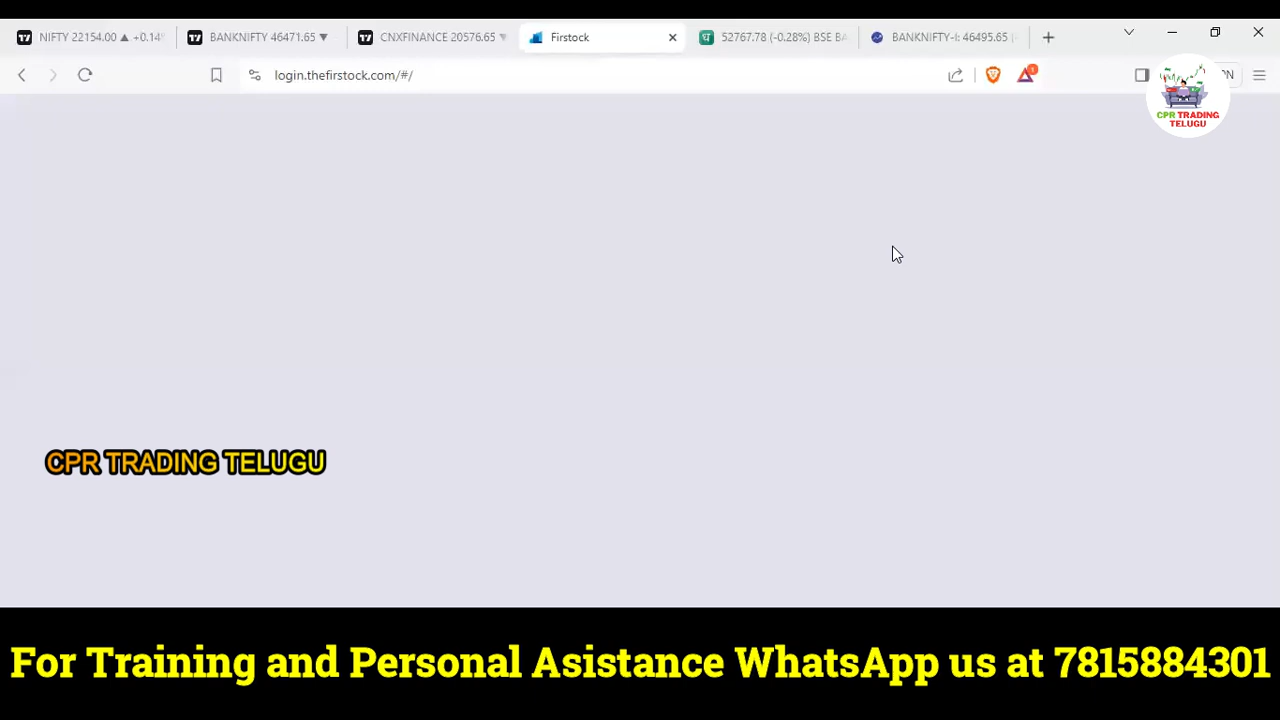 NIFTY 22154.00 ▲ +0.14%
BANKNIFTY 46471.65 ▼
CNXFINANCE 20576.65 ▼
Firstock
52767.78 (-0.28%) BSE BA
BANKNIFTY-I: 46495.65 (
login.thefirstock.com/#/
1
CPR TRADING
TELUGU
CPR TRADING TELUGU
For Training and Personal Asistance WhatsApp us at 7815884301